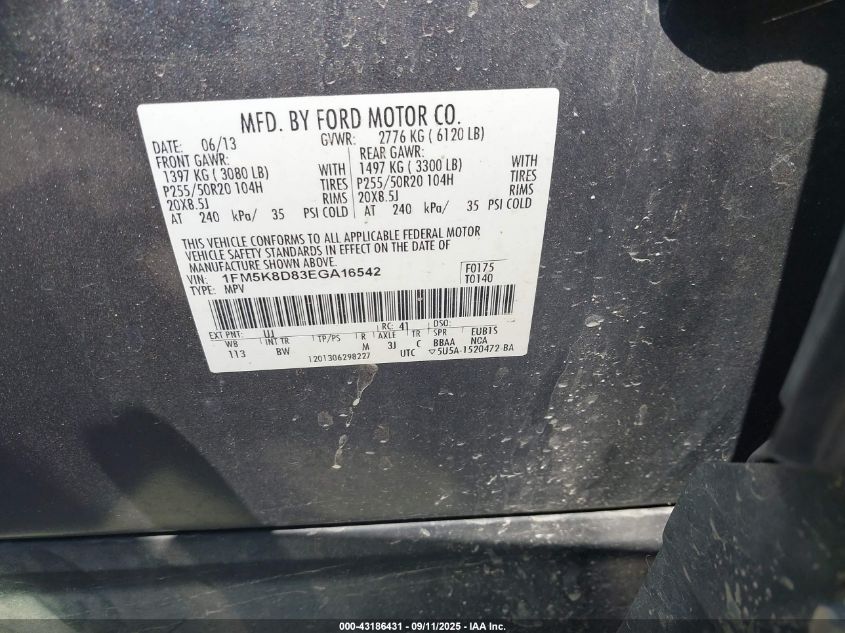 MFD. BY FORD MOTOR CO.
DATE: 06/13 GVWR: 2776 KG ( 6120 LB)
FRONT GAWR: REAR GAWR:
1397 KG ( 3080 LB) WITH 1497 KG ( 3300 LB) WITH
P255/50R20 104H TIRES P255/50R20 104H TIRES
20X8.5J RIMS 20X8.5J RIMS
AT 240 kPa/ 35 PSI COLD AT 240 kPa/ 35 PSI COLD
THIS VEHICLE CONFORMS TO ALL APPLICABLE FEDERAL MOTOR
VEHICLE SAFETY STANDARDS IN EFFECT ON THE DATE OF
MANUFACTURE SHOWN ABOVE.
VIN: 1FM5K8D83EGA16542 F0175
TYPE: MPV T0140
EXT PNT: UJ RC: 41 DSO:
WB INT TR TP/PS R AXLE TR SPR EUB1S
113 BW M 3J C BBAA NCA
1201306298227 UTC ▽5U5A-1520472-BA
000-43186431 - 09/11/2025 - IAA Inc.